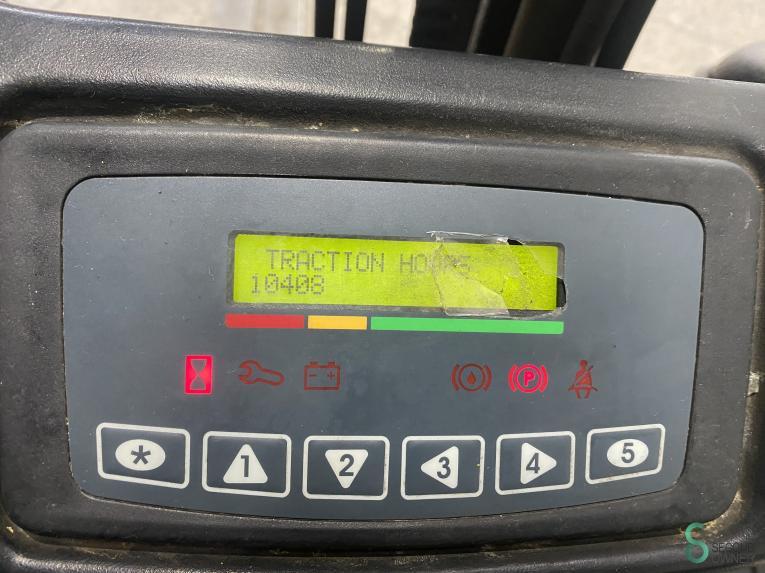 TRACTION HOURS
10408
- +
P
* 1 2 3 4 5